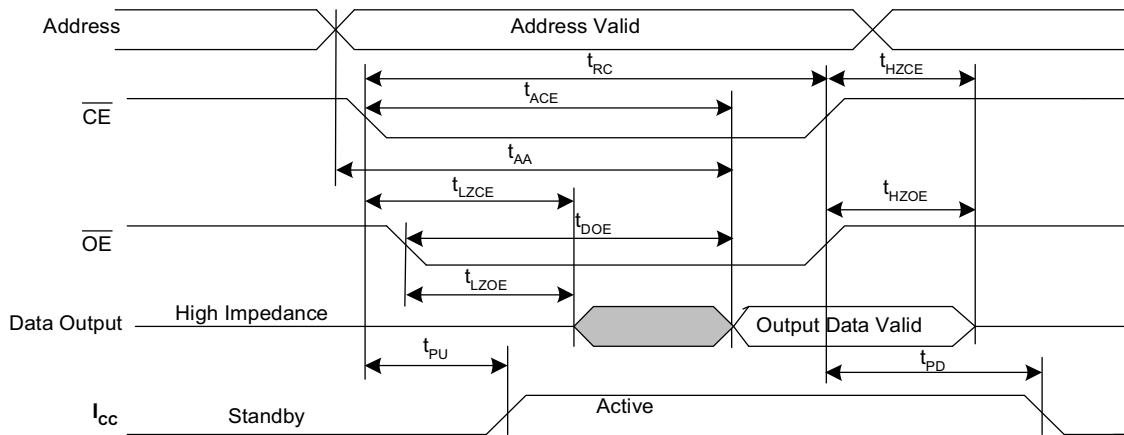 Address Address Valid
tRC tHZCE
tACE
CE
tAA
tLZCE tHZOE
tDOE
OE
tLZOE
Data Output High Impedance Output Data Valid
tPU tPD
ICC Standby Active